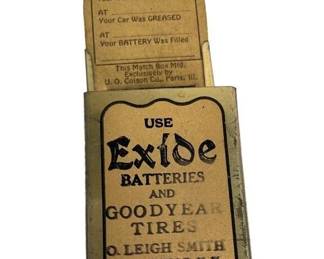 AT
Your Car Was GREASED
AT
Your BATTERY Was Filled
This Match Box Mfd.
Exclusively by
U. O. Colson Co., Paris, Ill.
USE
Exide
BATTERIES
AND
GOODYEAR
TIRES
O. LEIGH SMITH